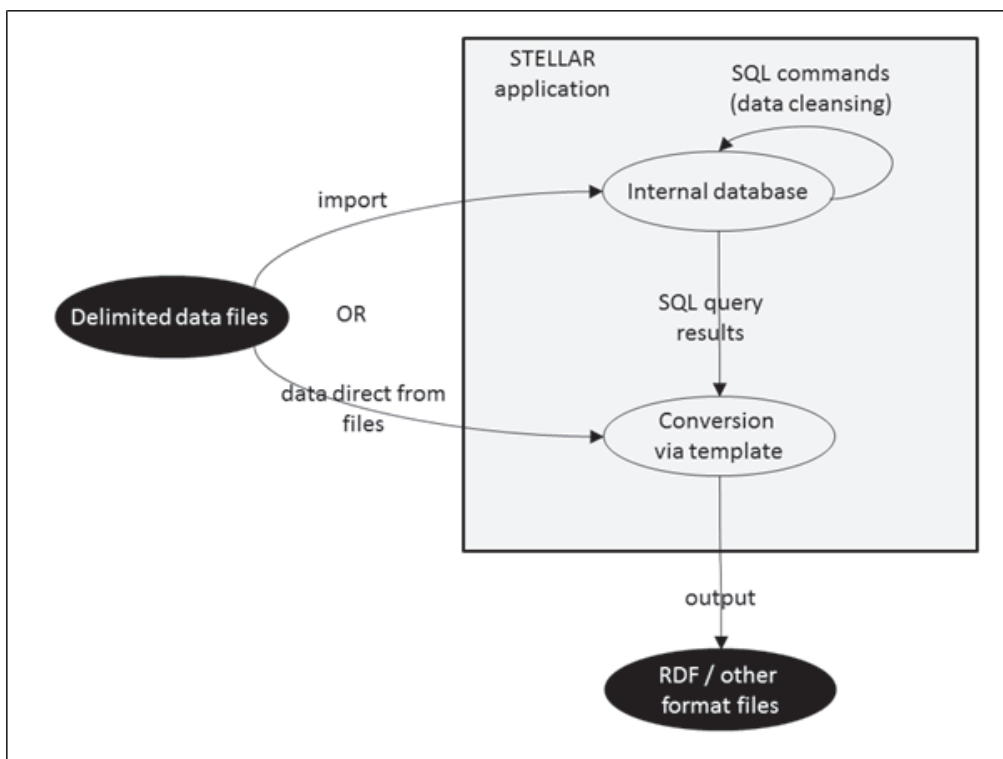 STELLAR
application
SQL commands
(data cleansing)
Internal database
import
Delimited data files
OR
SQL query
results
data direct from
files
Conversion
via template
output
RDF / other
format files